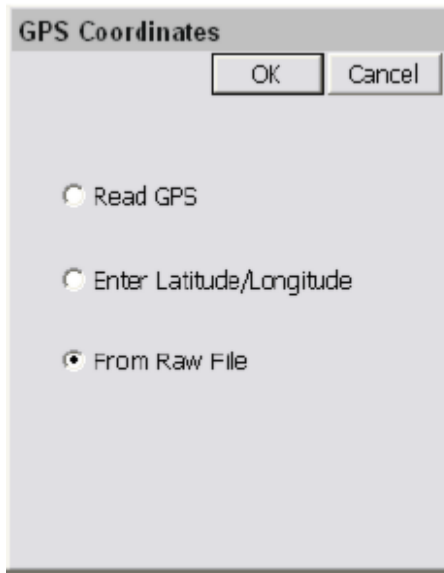 GPS Coordinates
OK Cancel
Read GPS
Enter Latitude/Longitude
From Raw File